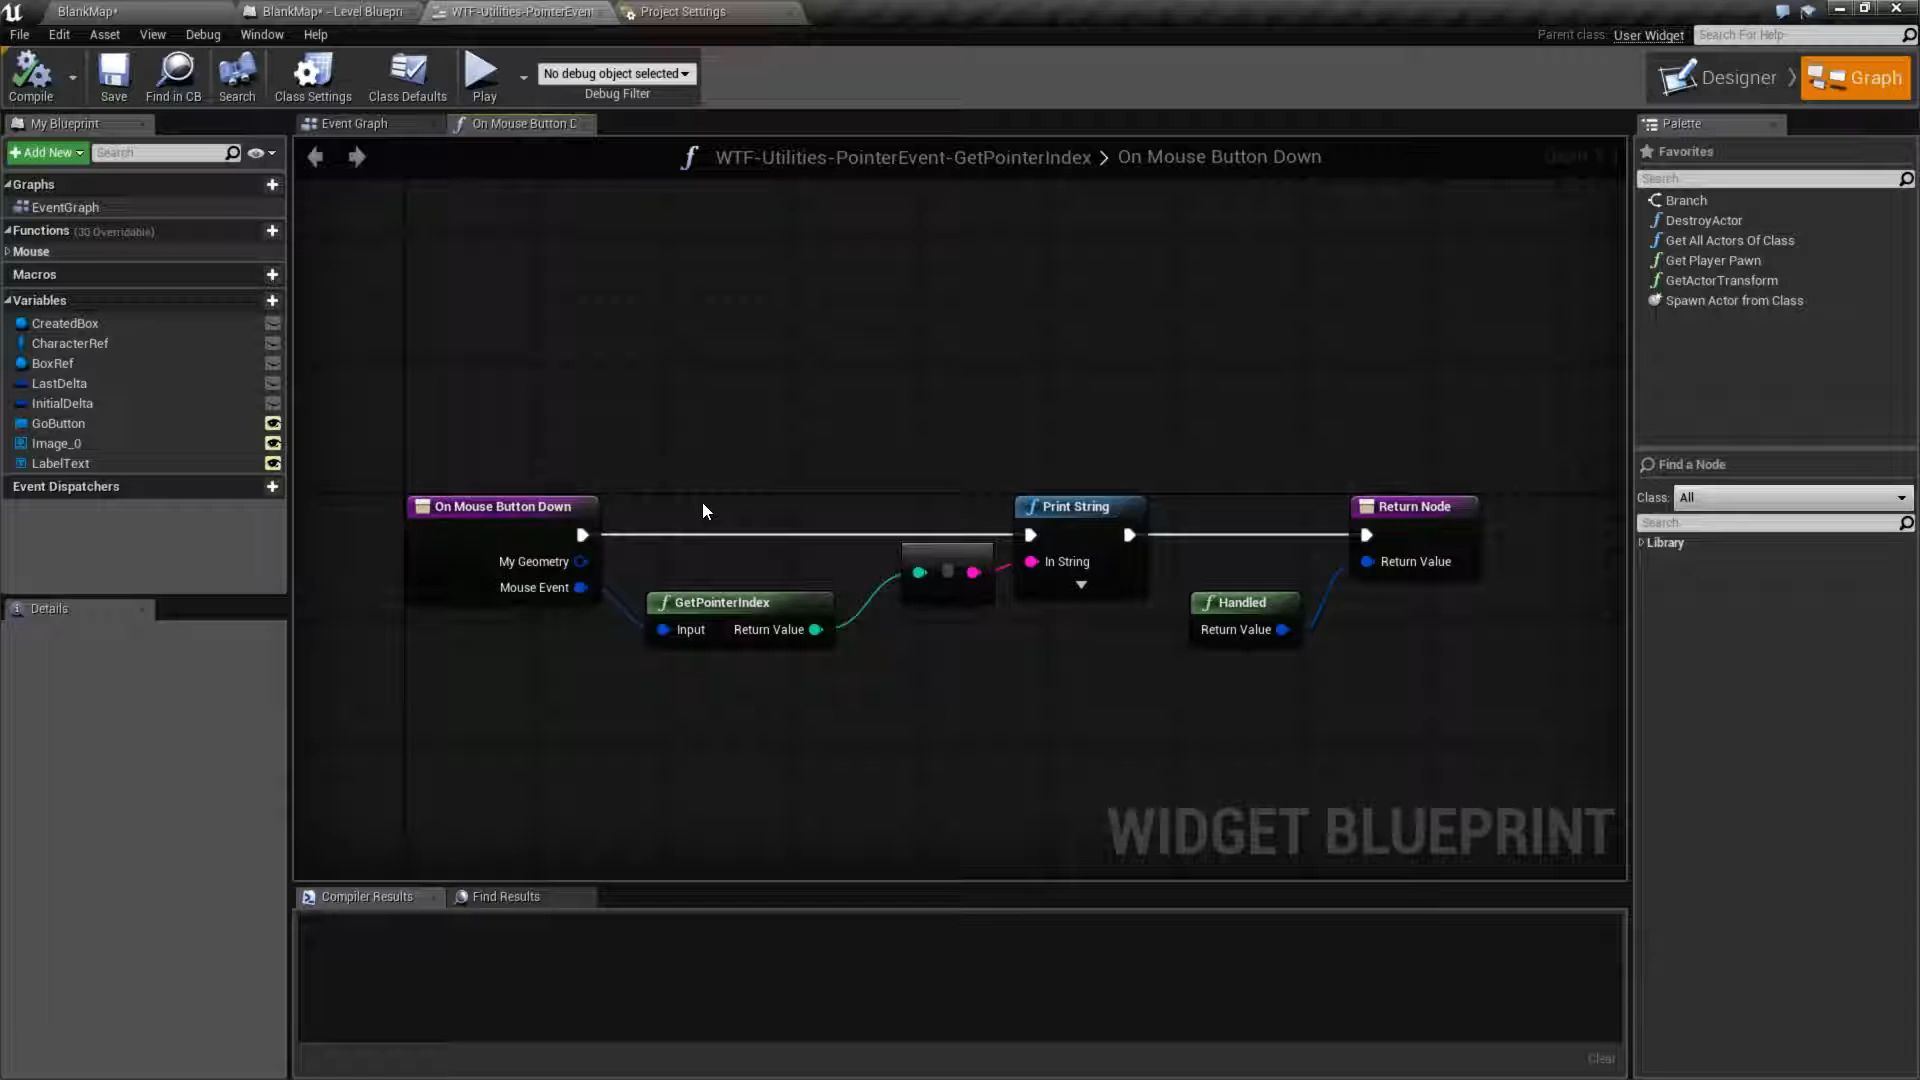 BlankMap*
BlankMap* - Level Bluepri
WTF-Utilities-PointerEvent
Project Settings
File
Edit
Asset
View
Debug
Window
Help
Parent class: User Widget
Search For Help
Compile
Save
Find in CB
Search
Class Settings
Class Defaults
Play
No debug object selected
Debug Filter
Designer
Graph
My Blueprint
Add New
Search
Graphs
EventGraph
Functions (30 Overridable)
Mouse
Macros
Variables
CreatedBox
CharacterRef
BoxRef
LastDelta
InitialDelta
GoButton
Image_0
LabelText
Event Dispatchers
Details
Event Graph
On Mouse Button D
WTF-Utilities-PointerEvent-GetPointerIndex > On Mouse Button Down
On Mouse Button Down
My Geometry
Mouse Event
GetPointerIndex
Input
Return Value
Print String
In String
Handled
Return Value
Return Node
Return Value
WIDGET BLUEPRINT
Compiler Results
Find Results
Clear
Palette
Favorites
Search
Branch
DestroyActor
Get All Actors Of Class
Get Player Pawn
GetActorTransform
Spawn Actor from Class
Find a Node
Class: All
Search
Library